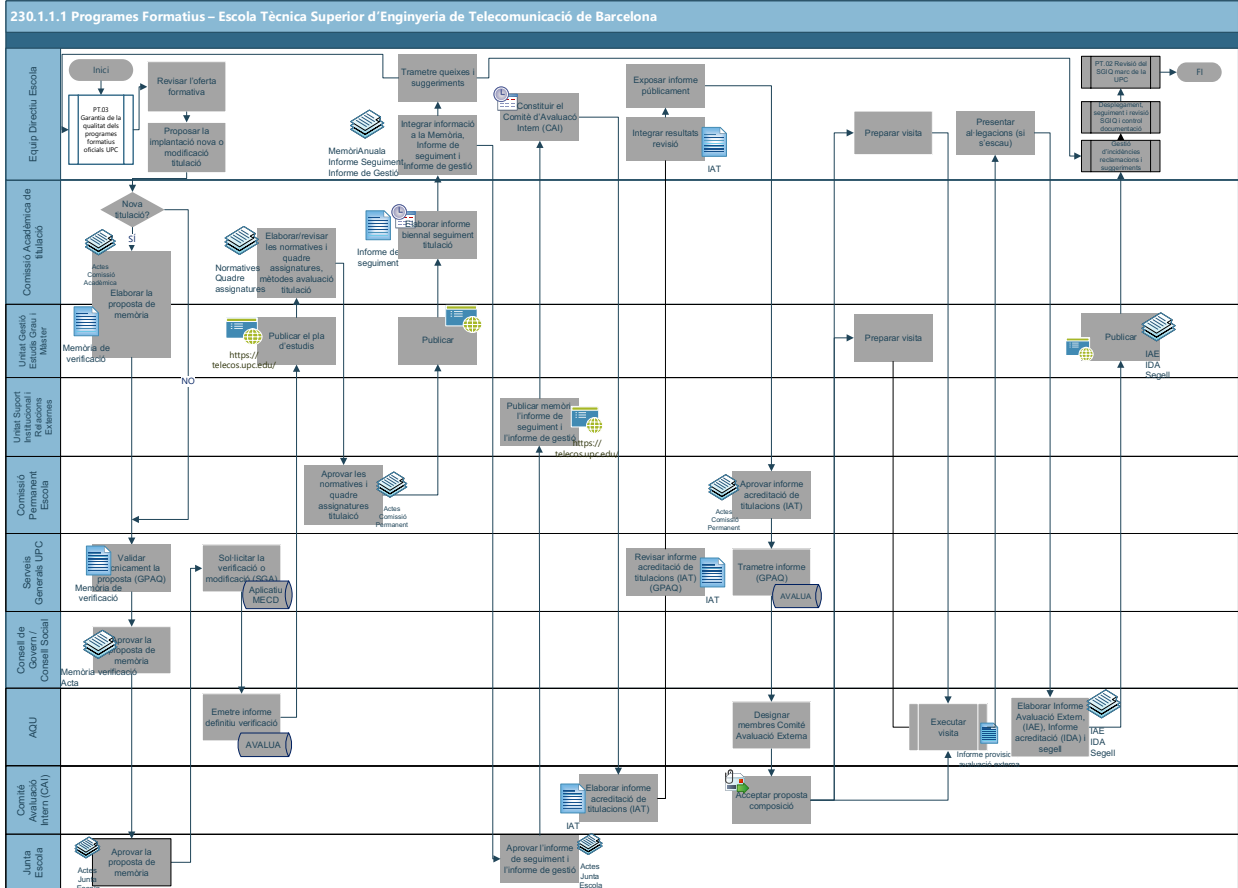 230.1.1.1 Programes Formatius – Escola Tècnica Superior d'Enginyeria de Telecomunicació de Barcelona
Equip Directiu Escola
Inici
PT.03
Garantia de la
qualitat dels
programes
formatius
oficials UPC
Revisar l'oferta
formativa
Proposar la
implantació nova o
modificació
titulació
Trametre queixes i
suggeriments
Integrar informació
a la Memòria,
Informe de
seguiment i
Informe de gestió
MemòriAnuala
Informe Seguiment
Informe de Gestió
Constituir el
Comitè d'Avaluacó
Intern (CAI)
Exposar informe
públicament
Integrar resultats
revisió
IAT
Preparar visita
Presentar
al·legacions (si
s'escau)
PT.02 Revisió del
SGIQ marc de la
UPC
FI
Desplegament,
seguiment i revisió
SGIQ i control
documentació
Gestió
d'incidències
reclamacions i
suggeriments
Comissió Acadèmica de
titulació
Nova
titulació?
SÍ
Actes
Comissió
Acadèmica
Elaborar la
proposta de
memòria
Normatives
Quadre
assignatures
Elaborar/revisar
les normatives i
quadre
assignatures,
mètodes avaluació
titulació
Informe de
seguiment
Elaborar informe
biennal seguiment
titulació
Unitat Gestió
Estudis Grau i
Màster
Memòria de
verificació
NO
https://
telecos.upc.edu/
Publicar el pla
d'estudis
Publicar
Preparar visita
Publicar
IAE
IDA
Segell
Unitat Suport
Institucional i
Relacions
Externes
Publicar memòri
l'informe de
seguiment i
l'informe de gestió
https://
telecos.upc.edu/
Comissió
Permanent
Escola
Aprovar les
normatives i
quadre
assignatures
titulaicó
Actes
Comissió
Permanent
Actes
Comissió
Permanent
Aprovar informe
acreditació de
titulacions (IAT)
Serveis
Generals UPC
Validar
cnicament la
proposta (GPAQ)
Memòria de
verificació
Sol·licitar la
verificació o
modificació (SGA)
Aplicatiu
MECD
Revisar informe
acreditació de
titulacions (IAT)
(GPAQ)
IAT
Trametre informe
(GPAQ)
AVALUA
Consell de
Govern /
Consell Social
Aprovar la
proposta de
memòria
Memòria verificació
Acta
AQU
Emetre informe
definitiu verificació
AVALUA
Designar
membres Comité
Avaluació Externa
Executar
visita
Informe provisio
avaluació externa
Elaborar Informe
Avaluació Extern,
(IAE), Informe
acreditació (IDA) i
segell
IAE
IDA
Segell
Comité
Avaluació
Intern (CAI)
IAT
Elaborar informe
acreditació de
titulacions (IAT)
Acceptar proposta
composició
Junta
Escola
Actes
Junta
Escola
Aprovar la
proposta de
memòria
Aprovar l'informe
de seguiment i
l'informe de gestió
Actes
Junta
Escola